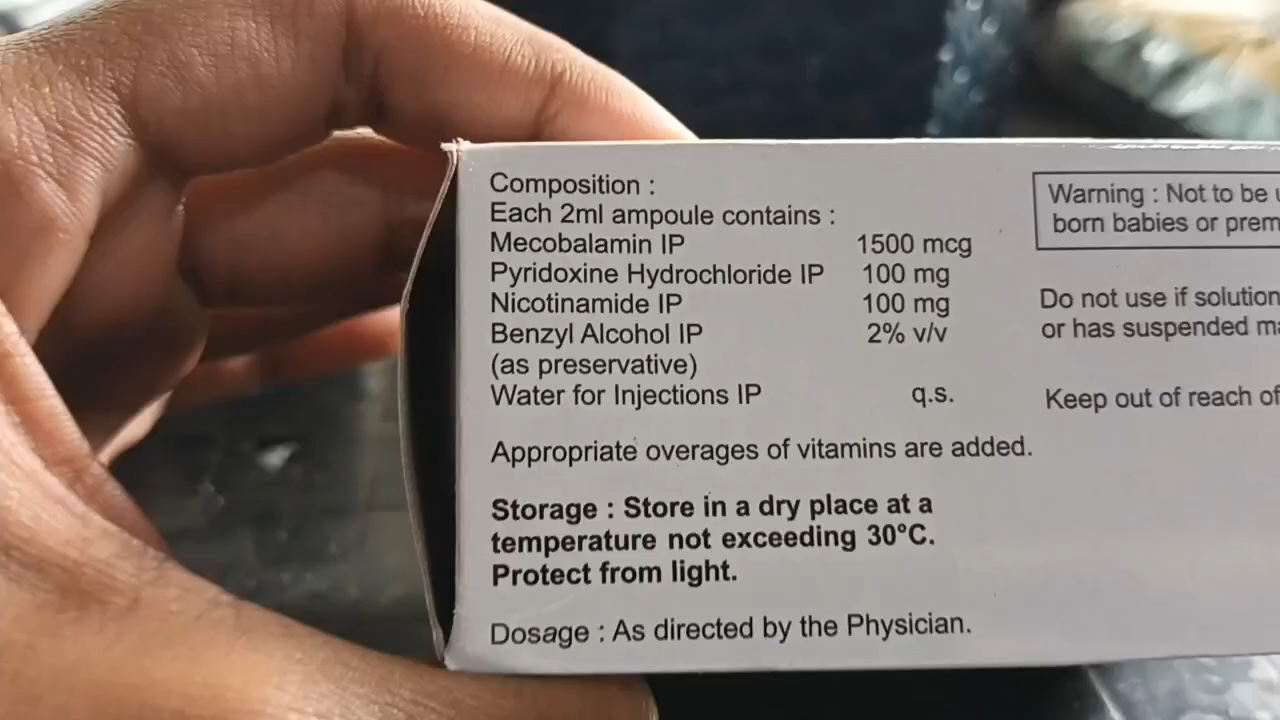 Composition :
Each 2ml ampoule contains :
Mecobalamin IP 1500 mcg
Pyridoxine Hydrochloride IP 100 mg
Nicotinamide IP 100 mg
Benzyl Alcohol IP 2% v/v
(as preservative)
Water for Injections IP q.s.
Appropriate overages of vitamins are added.
Storage : Store in a dry place at a
temperature not exceeding 30°C.
Protect from light.
Dosage : As directed by the Physician.
Warning : Not to be
born babies or prem
Do not use if solution
or has suspended
Keep out of reach of